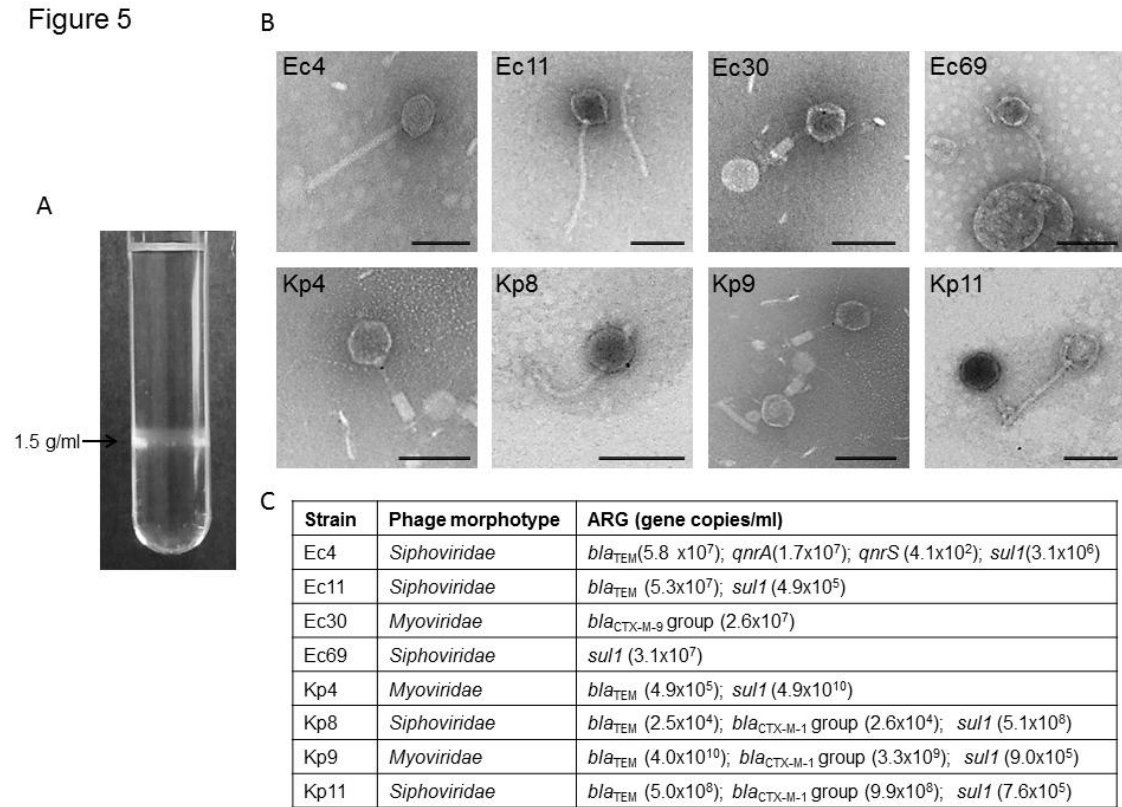 Figure 5
B
Ec4 Ec11 Ec30 Ec69
A
Kp4 Kp8 Kp9 Kp11
1.5 g/ml
C
Strain Phage morphotype ARG (gene copies/ml)
Ec4 Siphoviridae blaTEM(5.8 x10⁷); qnrA(1.7x10⁷); qnrS (4.1x10²); sul1(3.1x10⁶)
Ec11 Siphoviridae blaTEM (5.3x10⁷); sul1 (4.9x10⁵)
Ec30 Myoviridae blaCTX-M-9 group (2.6x10⁷)
Ec69 Siphoviridae sul1 (3.1x10⁷)
Kp4 Myoviridae blaTEM (4.9x10⁵); sul1 (4.9x10¹⁰)
Kp8 Siphoviridae blaTEM (2.5x10⁴); blaCTX-M-1 group (2.6x10⁴); sul1 (5.1x10⁸)
Kp9 Myoviridae blaTEM (4.0x10¹⁰); blaCTX-M-1 group (3.3x10⁹); sul1 (9.0x10⁵)
Kp11 Siphoviridae blaTEM (5.0x10⁸); blaCTX-M-1 group (9.9x10⁸); sul1 (7.6x10⁵)